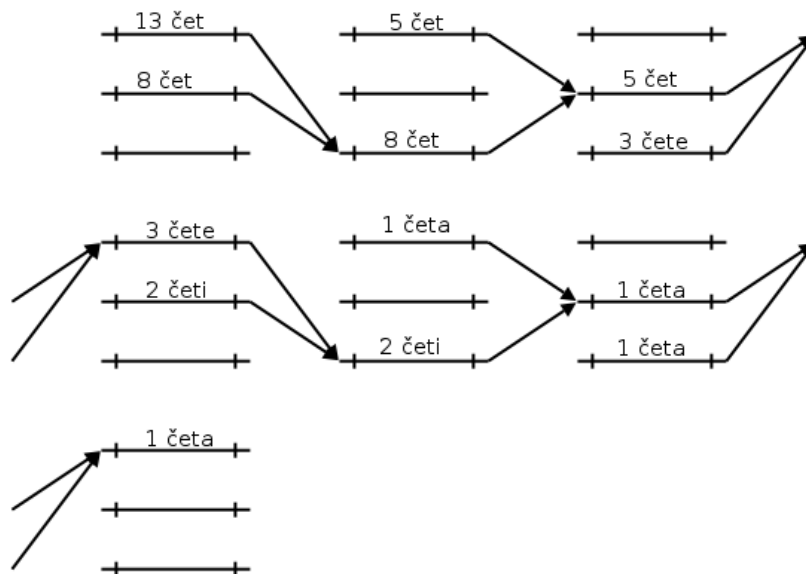 13 čet 5 čet
8 čet 5 čet
8 čet 3 čete
3 čete 1 četa
2 četi 1 četa
2 četi 1 četa
1 četa